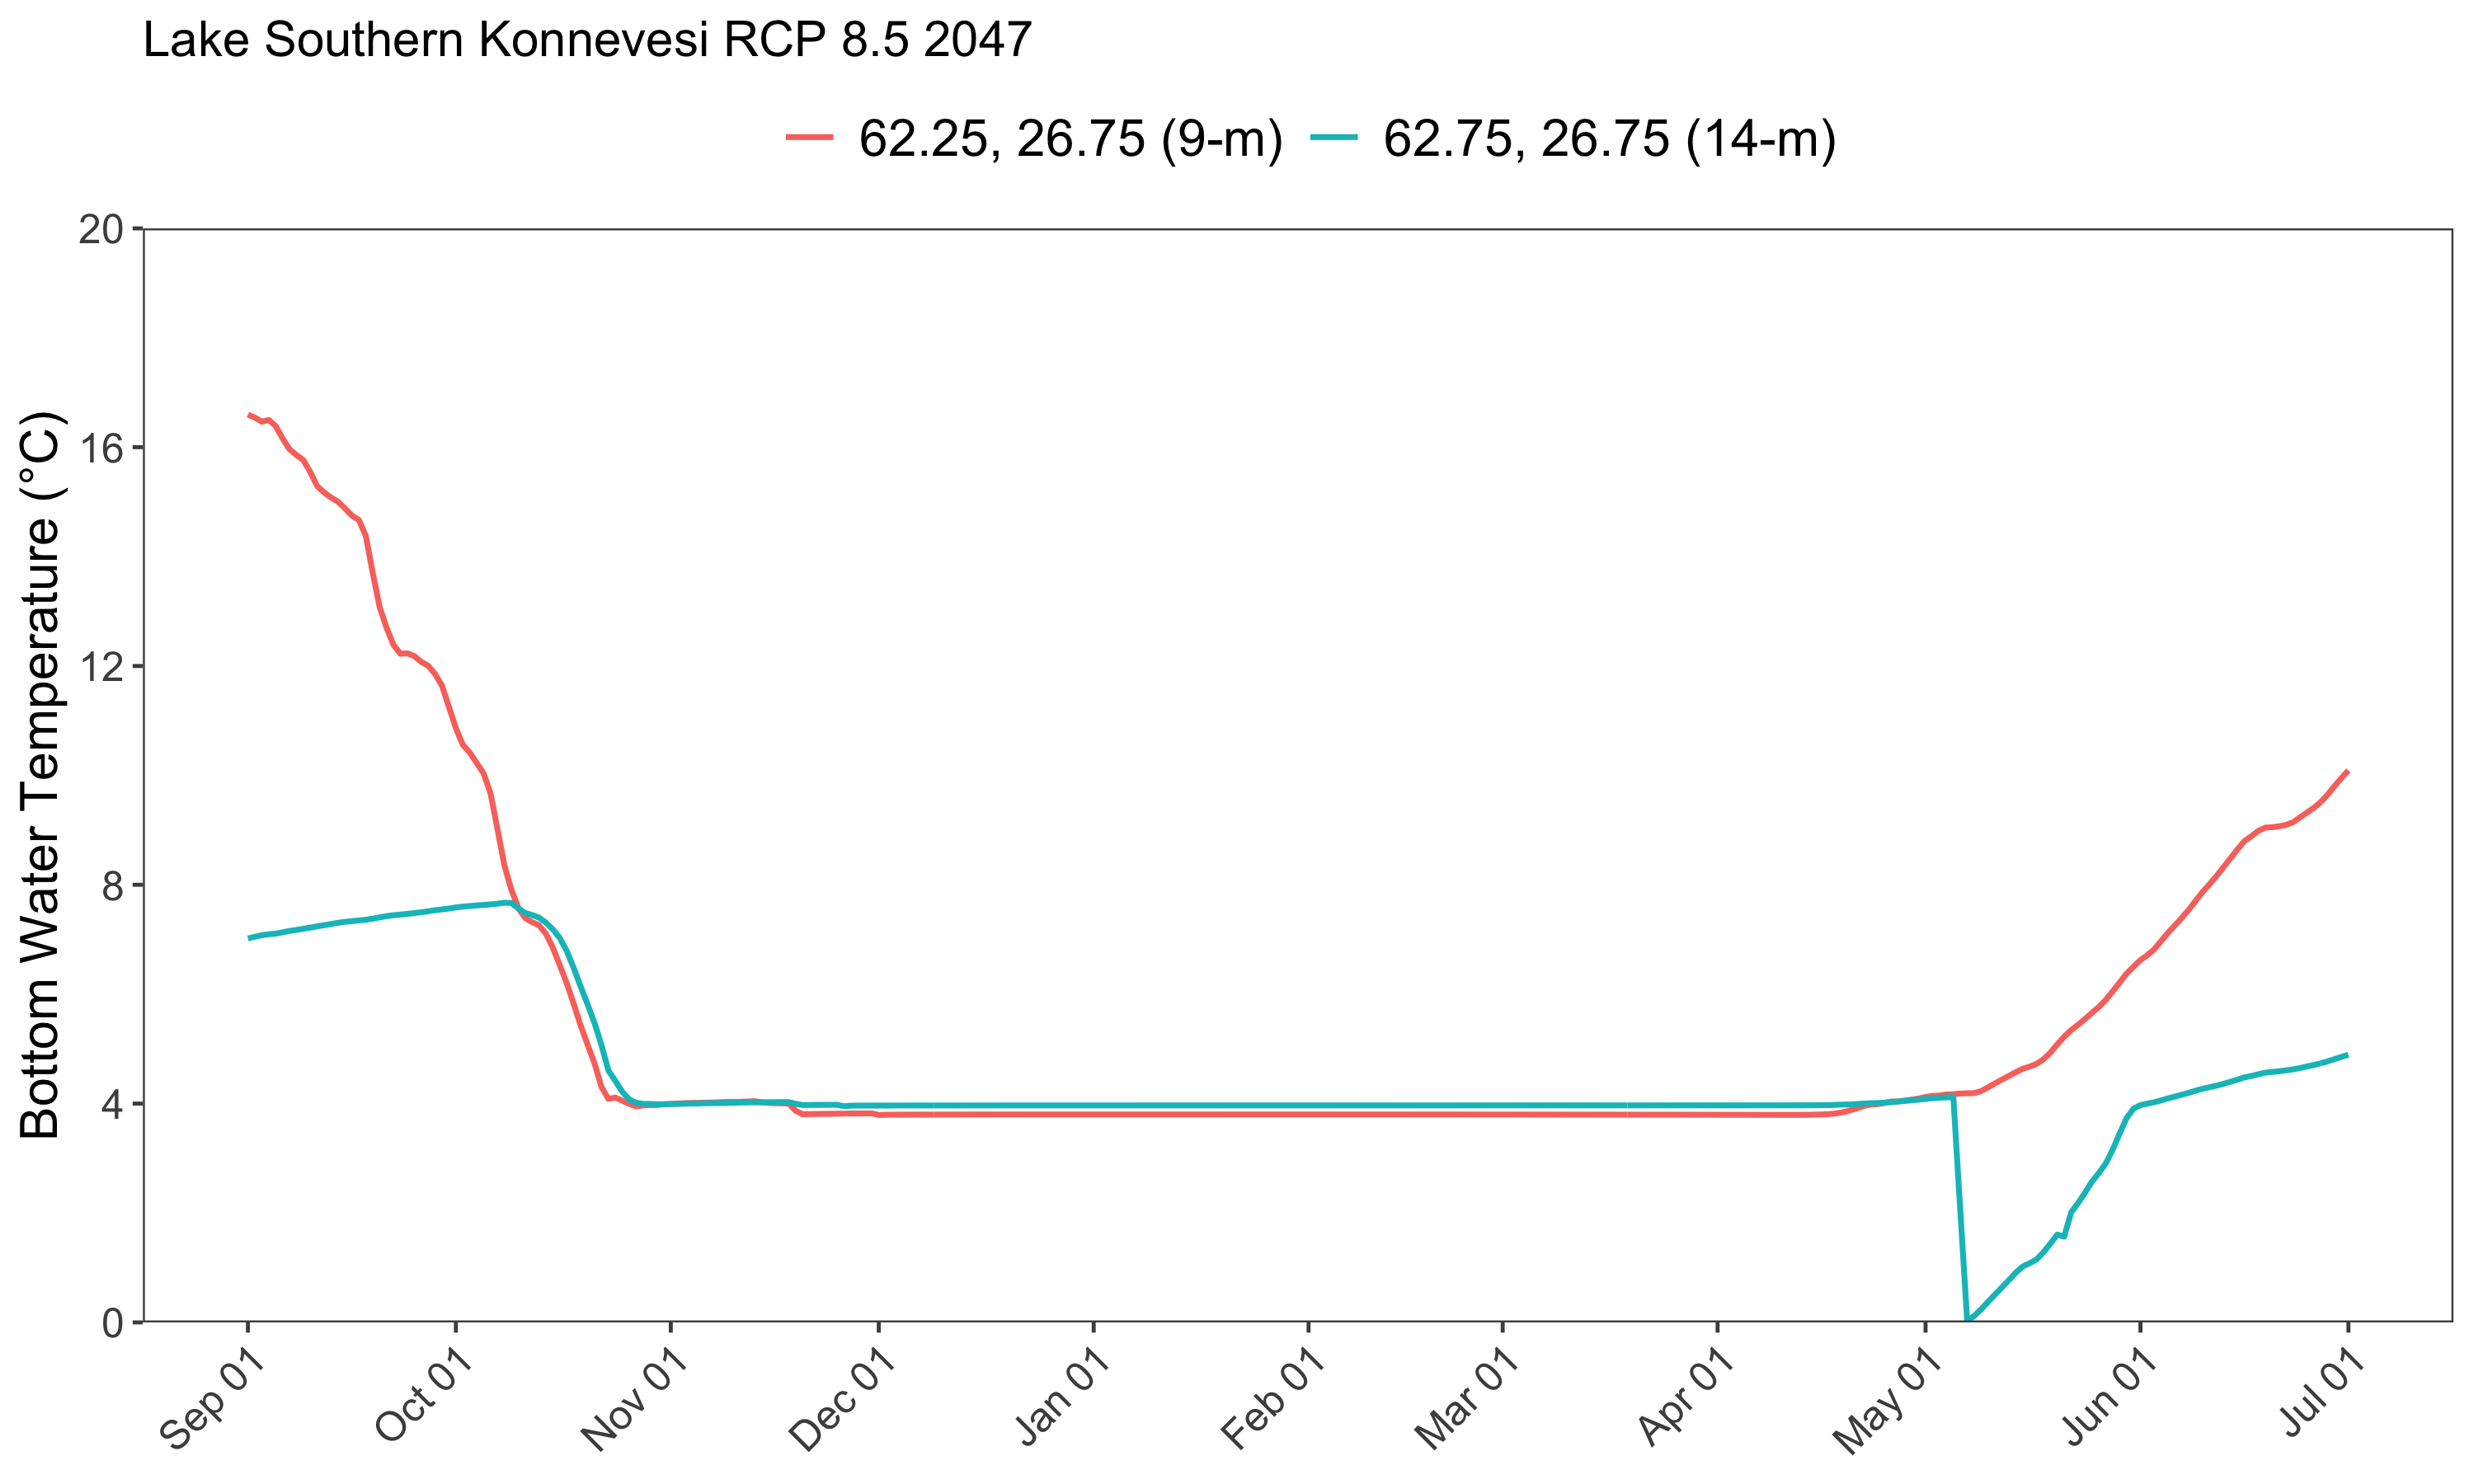 Lake Southern Konnevesi RCP 8.5 2047
62.25, 26.75 (9-m) 62.75, 26.75 (14-m)
Bottom Water Temperature (°C)
20
16
12
8
4
0
Sep 01 Oct 01 Nov 01 Dec 01 Jan 01 Feb 01 Mar 01 Apr 01 May 01 Jun 01 Jul 01